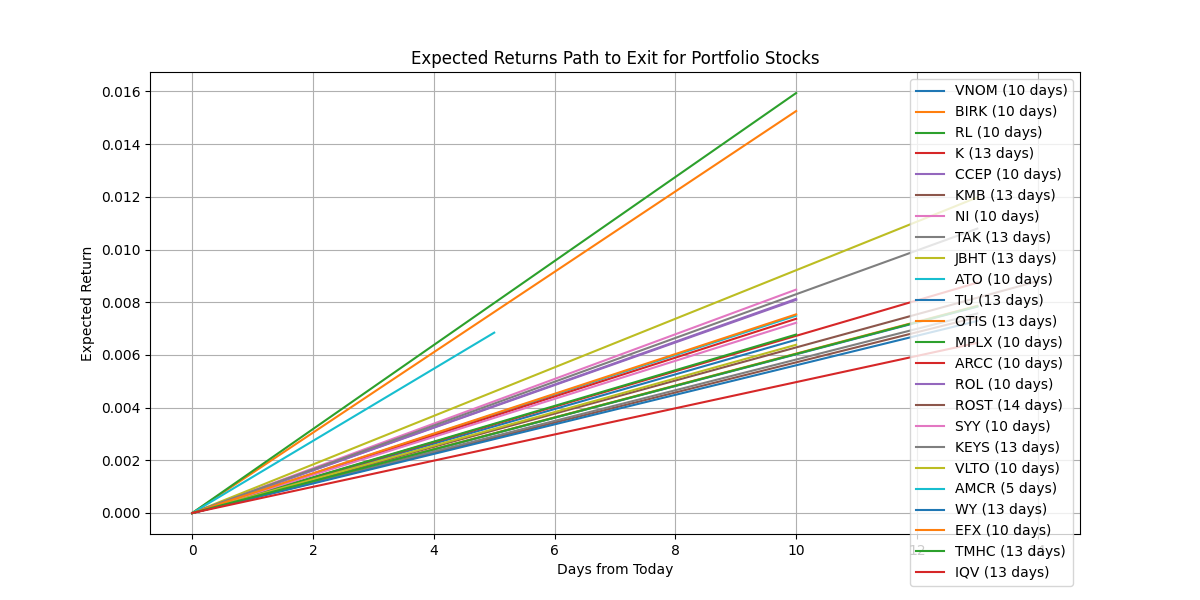 Expected Returns Path to Exit for Portfolio Stocks
Expected Return
0.016
0.014
0.012
0.010
0.008
0.006
0.004
0.002
0.000
0
2
4
6
8
10
12
Days from Today
VNOM (10 days)
BIRK (10 days)
RL (10 days)
K (13 days)
CCEP (10 days)
KMB (13 days)
NI (10 days)
TAK (13 days)
JBHT (13 days)
ATO (10 days)
TU (13 days)
OTIS (13 days)
MPLX (10 days)
ARCC (10 days)
ROL (10 days)
ROST (14 days)
SYY (10 days)
KEYS (13 days)
VLTO (10 days)
AMCR (5 days)
WY (13 days)
EFX (10 days)
TMHC (13 days)
IQV (13 days)